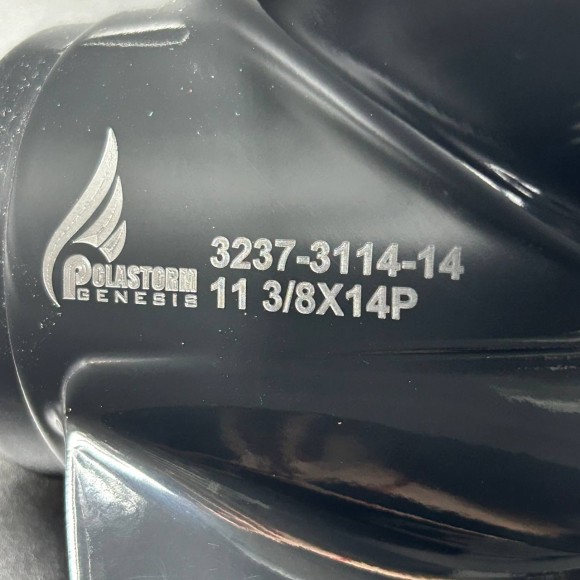 POLASTORM
GENESIS
3237-3114-14
11 3/8X14P